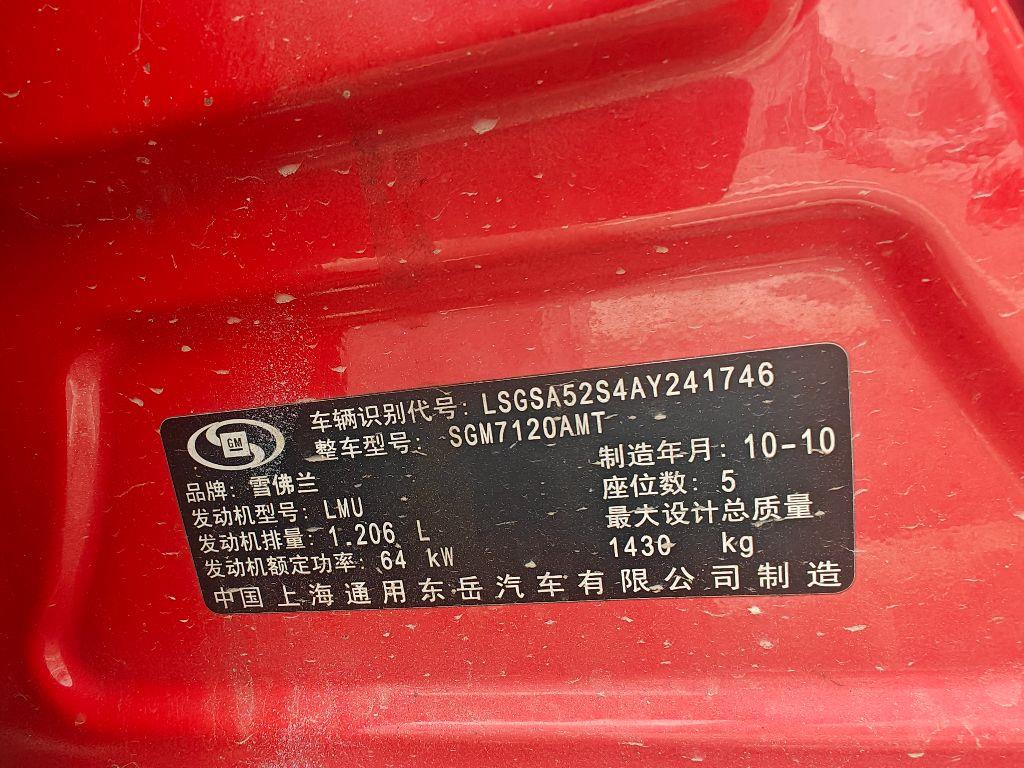 GM
车辆识别代号: LSGSA52S4AY241746
整车型号: SGM7120AMT
品牌: 雪佛兰
制造年月: 10-10
发动机型号: LMU
座位数: 5
发动机排量: 1.206 L
最大设计总质量
发动机额定功率: 64 kW
1430 kg
中国上海通用东岳汽车有限公司制造